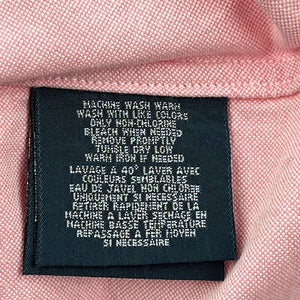 MACHINE WASH WARM
WASH WITH LIKE COLORS
ONLY NON-CHLORINE
BLEACH WHEN NEEDED
REMOVE PROMPTLY
TUMBLE DRY LOW
WARM IRON IF NEEDED
LAVAGE A 40° LAVER AVEC
COULEURS SEMBLABLES
EAU DE JAVEL NON CHLOREE
UNIQUEMENT SI NECESSAIRE
RETIRER RAPIDEMENT DE LA
MACHINE A LAVER SECHAGE EN
MACHINE BASSE TEMPERATURE
REPASSAGE A FER MOYEN
SI NECESSAIRE